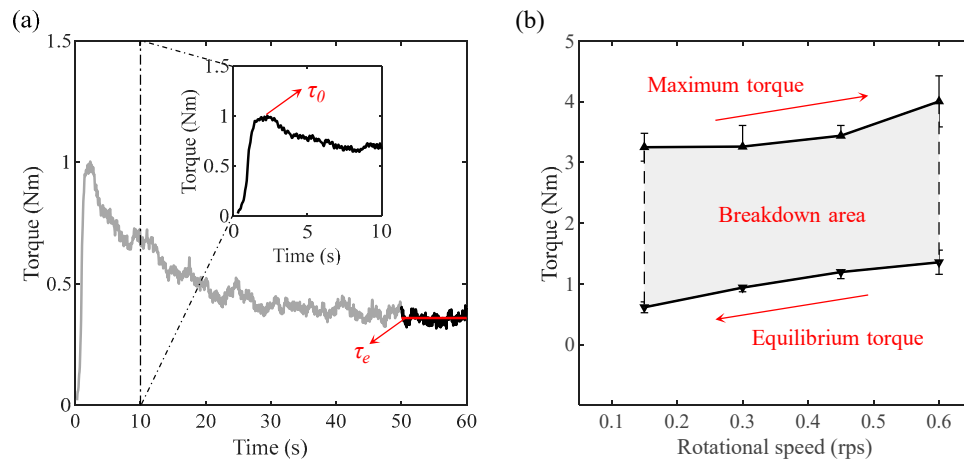 (a)
1.5
1
0.5
0
Torque (Nm)
0 10 20 30 40 50 60
Time (s)
τ₀
1.5
1
0.5
0
Torque (Nm)
0 5 10
Time (s)
τₑ
(b)
5
4
3
2
1
0
Torque (Nm)
Maximum torque
Breakdown area
Equilibrium torque
0.1 0.2 0.3 0.4 0.5 0.6
Rotational speed (rps)